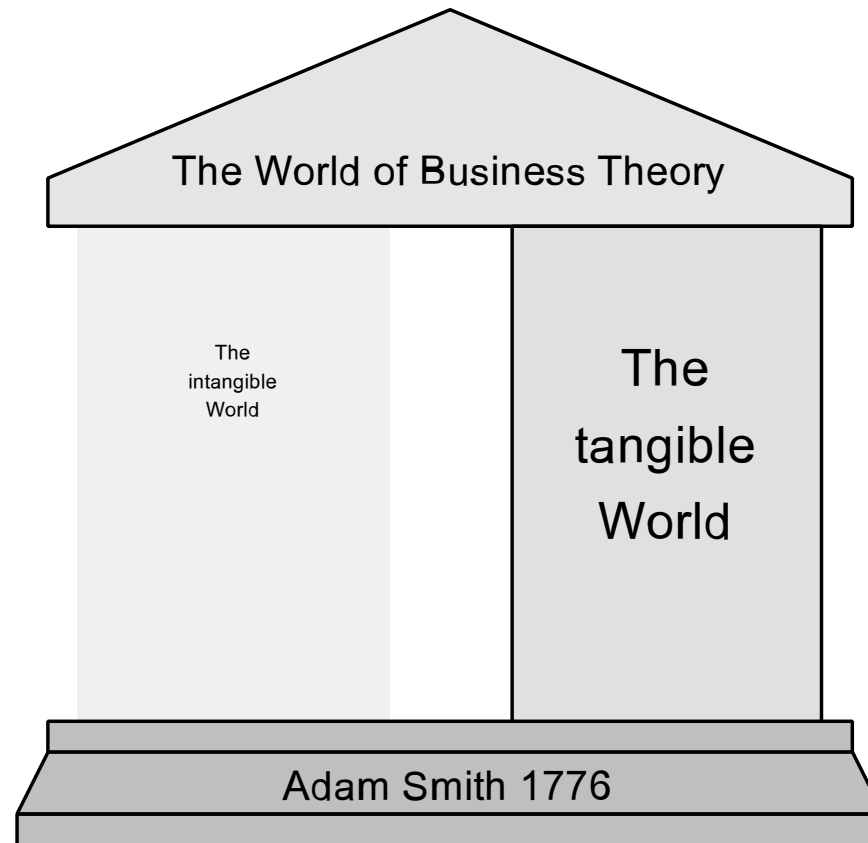 The World of Business Theory
The
intangible
World
The
tangible
World
Adam Smith 1776